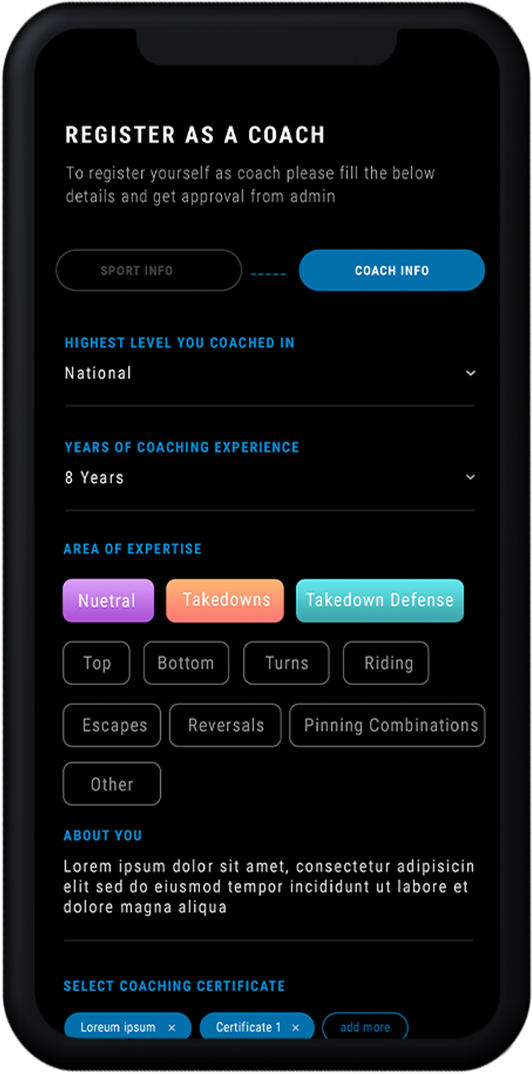 REGISTER AS A COACH
To register yourself as coach please fill the below
details and get approval from admin
SPORT INFO
COACH INFO
HIGHEST LEVEL YOU COACHED IN
National
YEARS OF COACHING EXPERIENCE
8 Years
AREA OF EXPERTISE
Nuetral Takedowns Takedown Defense
Top Bottom Turns Riding
Escapes Reversals Pinning Combinations
Other
ABOUT YOU
Lorem ipsum dolor sit amet, consectetur adipisicin
elit sed do eiusmod tempor incididunt ut labore et
dolore magna aliqua
SELECT COACHING CERTIFICATE
Loreum ipsum × Certificate 1 × add more